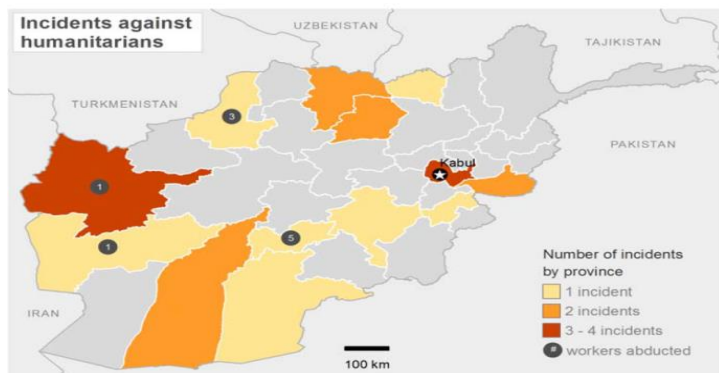 Incidents against
humanitarians
UZBEKISTAN
TAJIKISTAN
TURKMENISTAN
3
PAKISTAN
Kabul
1
1
5
IRAN
100 km
Number of incidents
by province
1 incident
2 incidents
3 - 4 incidents
# workers abducted